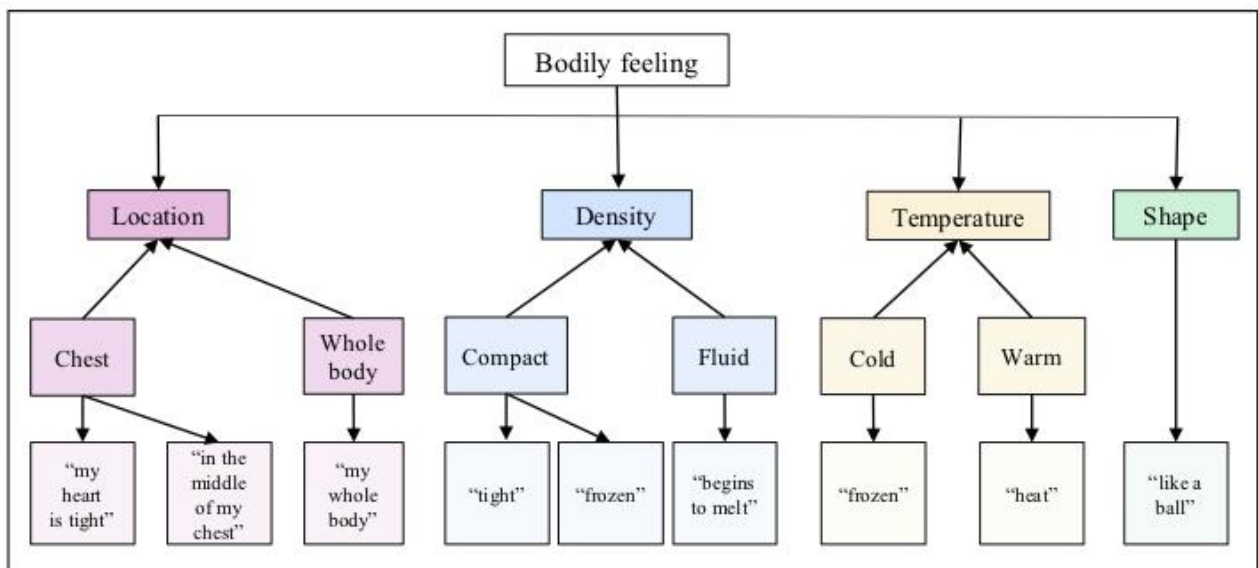 Bodily feeling
Location
Density
Temperature
Shape
Chest
Whole
body
Compact
Fluid
Cold
Warm
“my
heart
is tight”
“in the
middle
of my
chest”
“my
whole
body”
“tight”
“frozen”
“begins
to melt”
“frozen”
“heat”
“like a
ball”